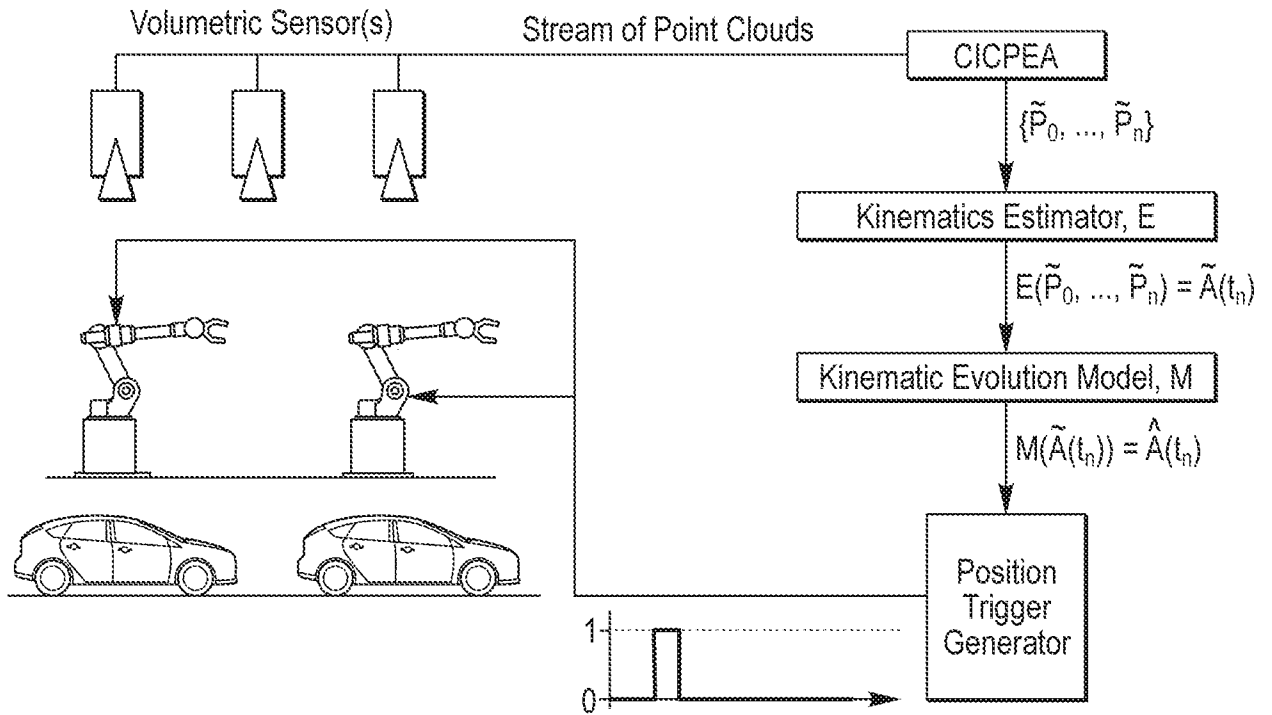 Volumetric Sensor(s)
Stream of Point Clouds
CICPEA
{P̃₀, ..., P̃ₙ}
Kinematics Estimator, E
E(P̃₀, ..., P̃ₙ) = Ã(tₙ)
Kinematic Evolution Model, M
M(Ã(tₙ)) = Â(tₙ)
Position
Trigger
Generator
1
0